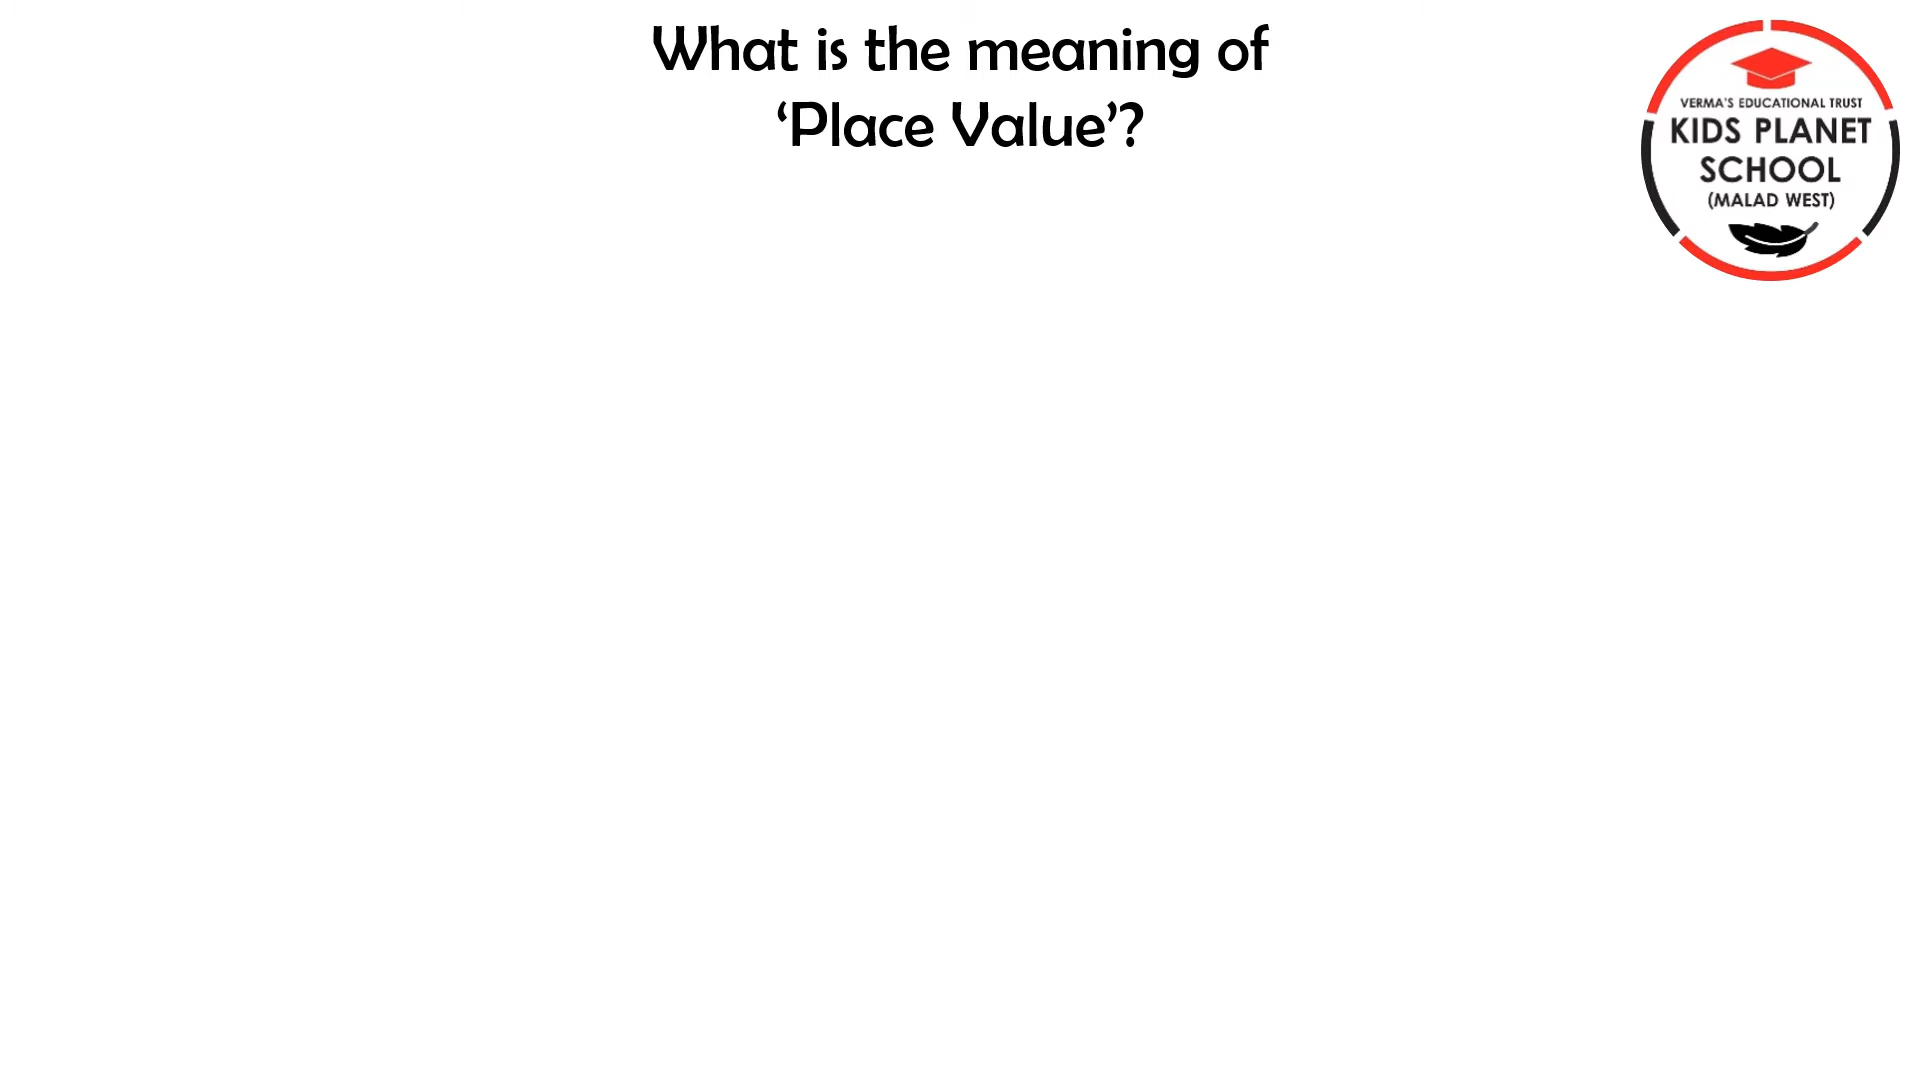 What is the meaning of
‘Place Value’?
VERMA'S EDUCATIONAL TRUST
KIDS PLANET
SCHOOL
(MALAD WEST)